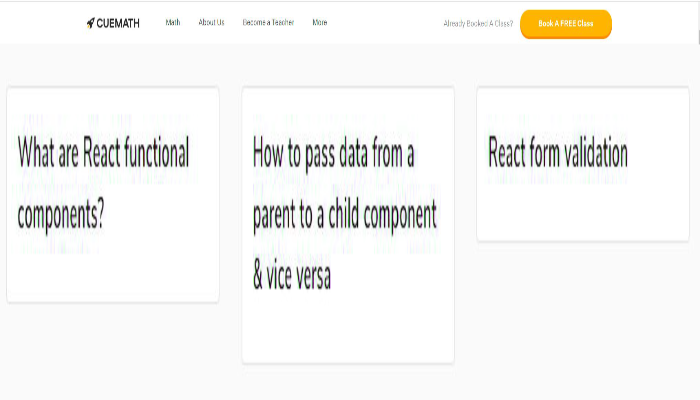 CUEMATH Math About Us Become a Teacher More Already Booked A Class? Book A FREE Class
What are React functional
components?
How to pass data from a
parent to a child component
& vice versa
React form validation